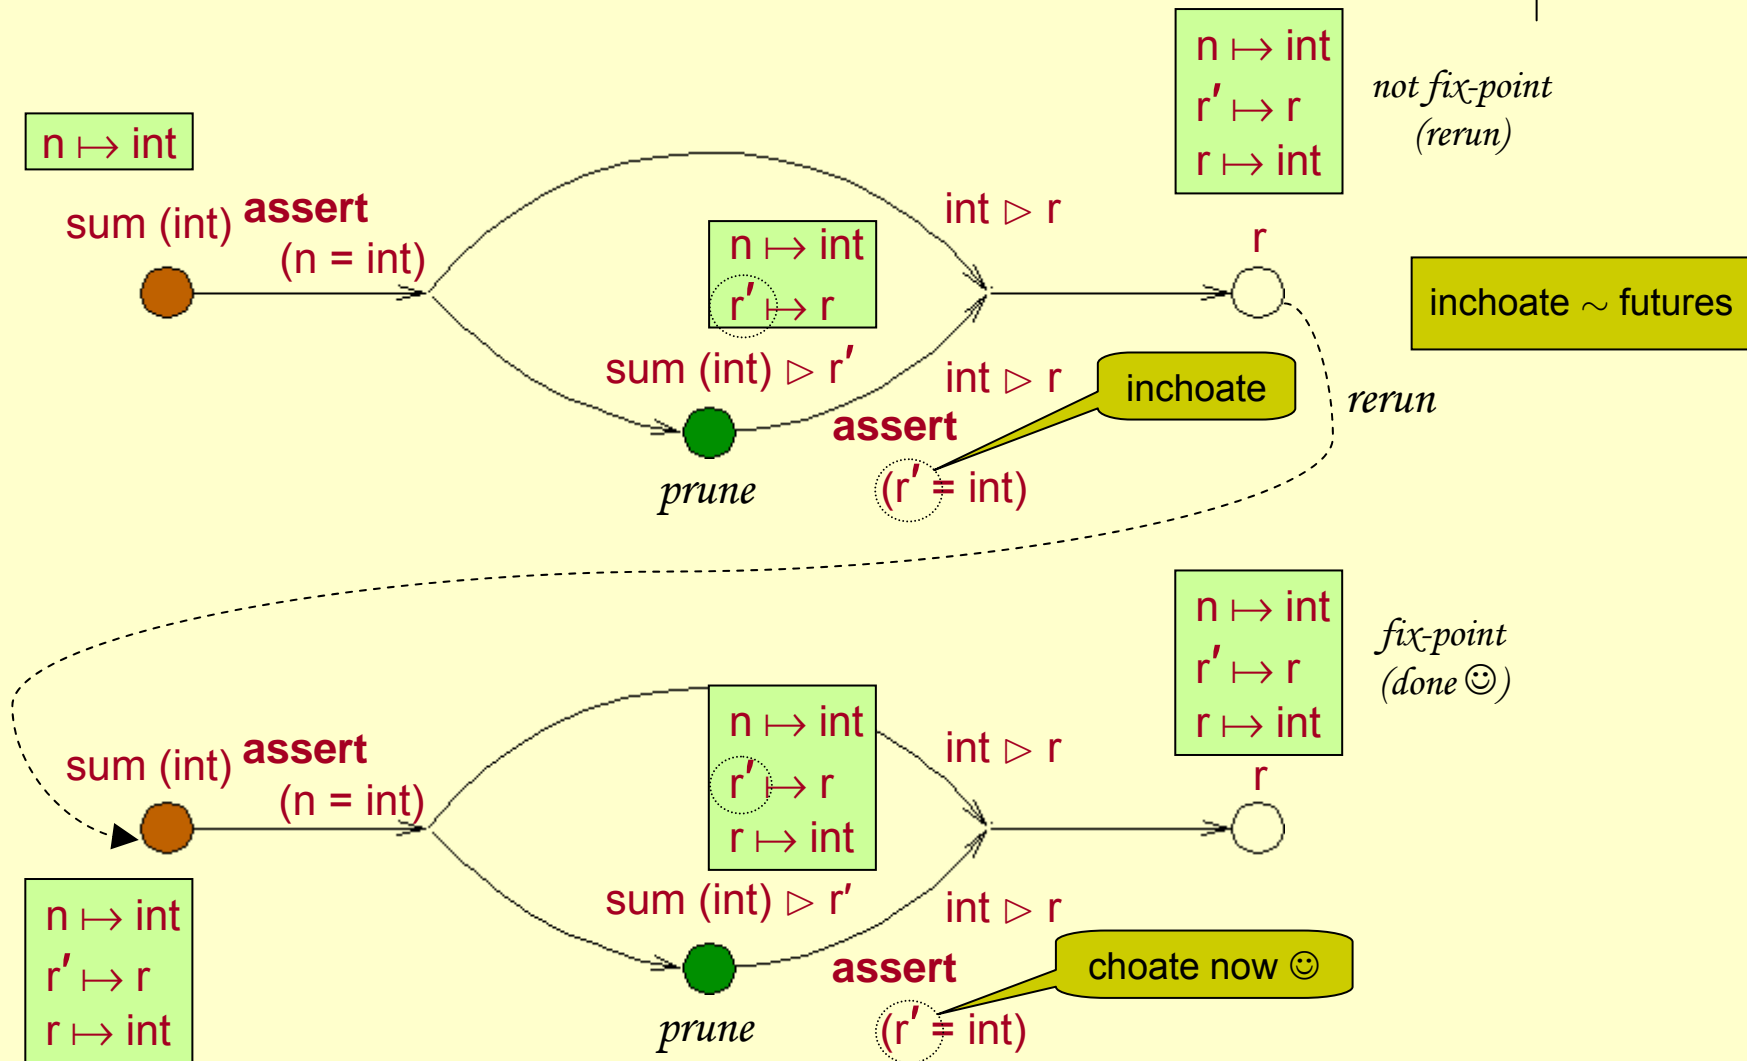 n ↦ int
r′ ↦ r
r ↦ int
not fix-point
(rerun)
n ↦ int
sum (int)
assert
(n = int)
n ↦ int
r′ ↦ r
int ▷ r
r
inchoate ∼ futures
sum (int) ▷ r′
int ▷ r
inchoate
rerun
assert
(r′ = int)
prune
n ↦ int
r′ ↦ r
r ↦ int
fix-point
(done ☺)
sum (int)
assert
(n = int)
n ↦ int
r′ ↦ r
r ↦ int
int ▷ r
r
sum (int) ▷ r′
int ▷ r
n ↦ int
r′ ↦ r
r ↦ int
assert
(r′ = int)
choate now ☺
prune